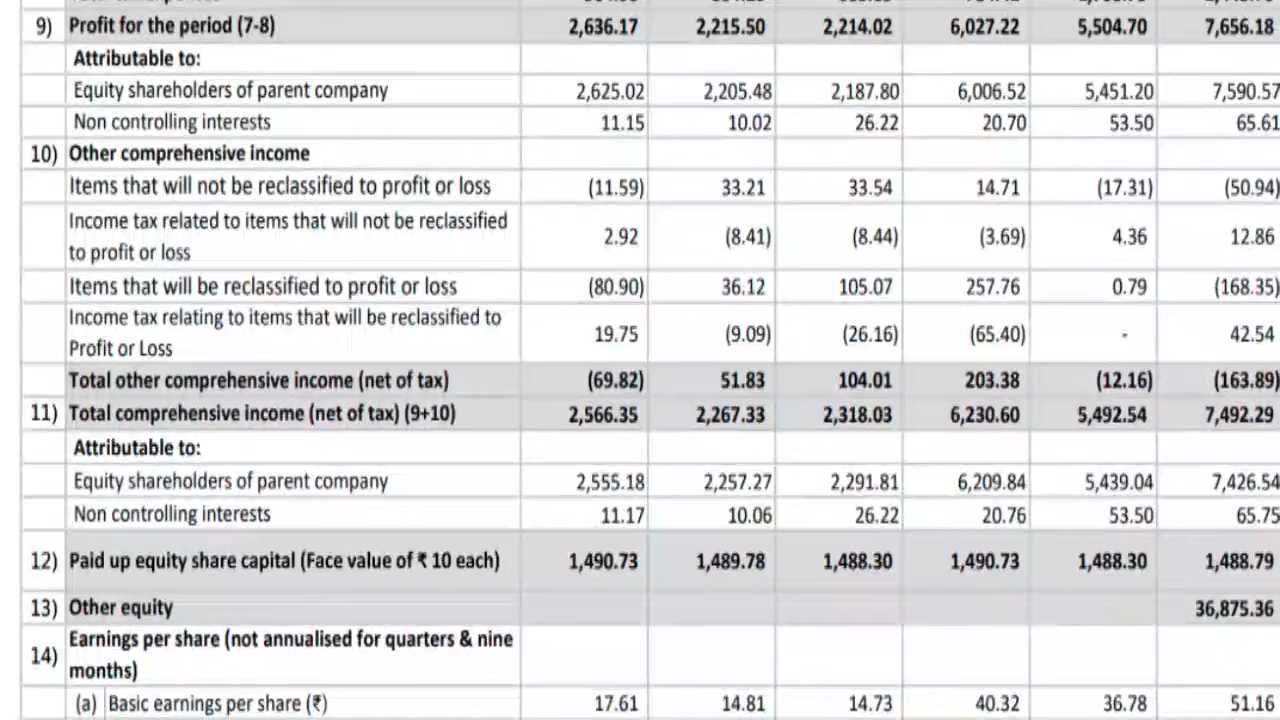 9) Profit for the period (7-8) 2,636.17 2,215.50 2,214.02 6,027.22 5,504.70 7,656.18
Attributable to:
Equity shareholders of parent company 2,625.02 2,205.48 2,187.80 6,006.52 5,451.20 7,590.57
Non controlling interests 11.15 10.02 26.22 20.70 53.50 65.61
10) Other comprehensive income
Items that will not be reclassified to profit or loss (11.59) 33.21 33.54 14.71 (17.31) (50.94)
Income tax related to items that will not be reclassified
to profit or loss 2.92 (8.41) (8.44) (3.69) 4.36 12.86
Items that will be reclassified to profit or loss (80.90) 36.12 105.07 257.76 0.79 (168.35)
Income tax relating to items that will be reclassified to
Profit or Loss 19.75 (9.09) (26.16) (65.40) - 42.54
Total other comprehensive income (net of tax) (69.82) 51.83 104.01 203.38 (12.16) (163.89)
11) Total comprehensive income (net of tax) (9+10) 2,566.35 2,267.33 2,318.03 6,230.60 5,492.54 7,492.29
Attributable to:
Equity shareholders of parent company 2,555.18 2,257.27 2,291.81 6,209.84 5,439.04 7,426.54
Non controlling interests 11.17 10.06 26.22 20.76 53.50 65.75
12) Paid up equity share capital (Face value of ₹ 10 each) 1,490.73 1,489.78 1,488.30 1,490.73 1,488.30 1,488.79
13) Other equity 36,875.36
Earnings per share (not annualised for quarters & nine
14) months)
(a) Basic earnings per share (₹) 17.61 14.81 14.73 40.32 36.78 51.16